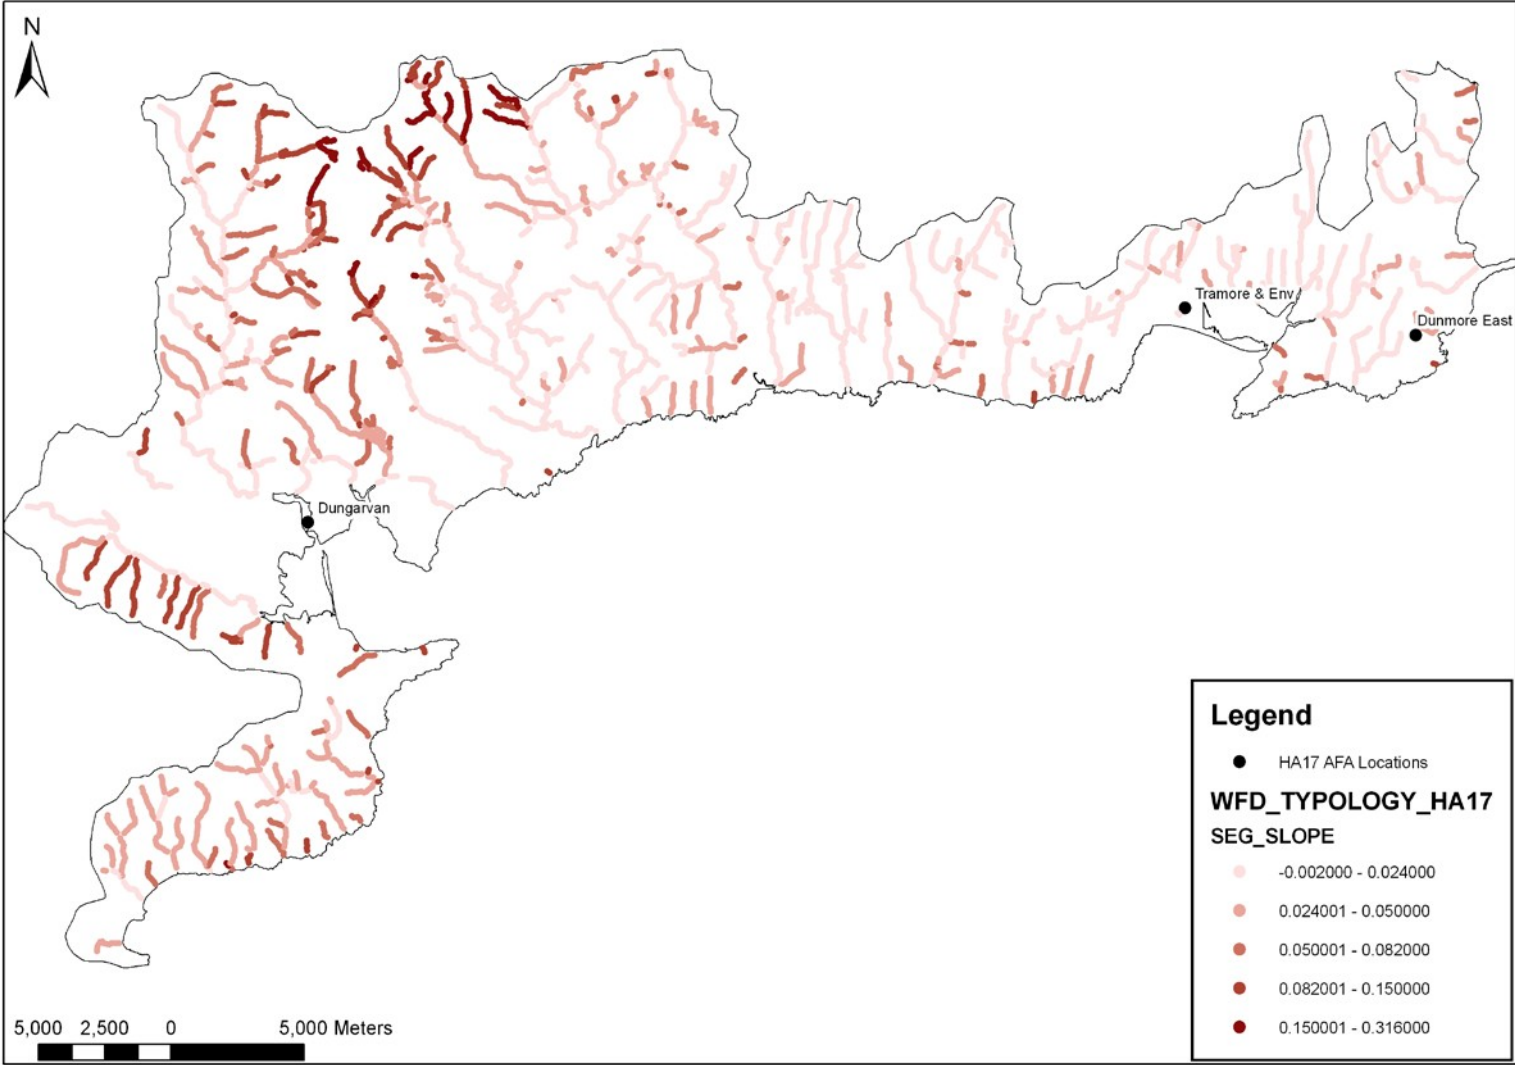 N
Tramore & Env
Dunmore East
Dungarvan
Legend
HA17 AFA Locations
WFD_TYPOLOGY_HA17
SEG_SLOPE
-0.002000 - 0.024000
0.024001 - 0.050000
0.050001 - 0.082000
0.082001 - 0.150000
0.150001 - 0.316000
5,000 2,500 0 5,000 Meters